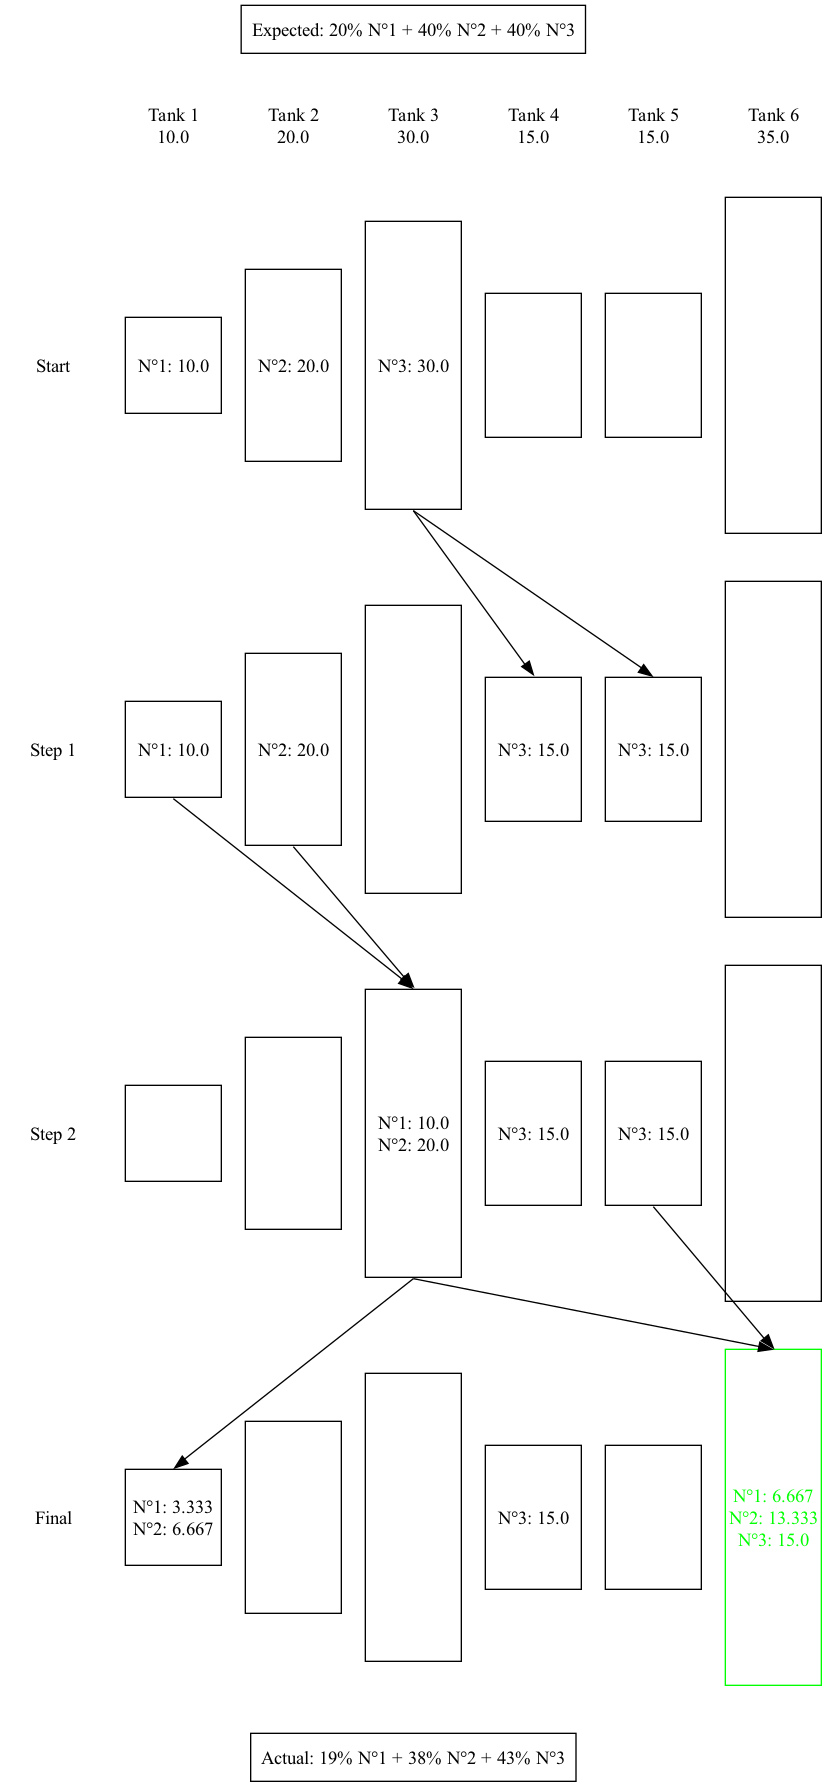 Expected: 20% N°1 + 40% N°2 + 40% N°3
Tank 1
10.0
Tank 2
20.0
Tank 3
30.0
Tank 4
15.0
Tank 5
15.0
Tank 6
35.0
Start
N°1: 10.0
N°2: 20.0
N°3: 30.0
Step 1
N°1: 10.0
N°2: 20.0
N°3: 15.0
N°3: 15.0
Step 2
N°1: 10.0
N°2: 20.0
N°3: 15.0
N°3: 15.0
Final
N°1: 3.333
N°2: 6.667
N°3: 15.0
N°1: 6.667
N°2: 13.333
N°3: 15.0
Actual: 19% N°1 + 38% N°2 + 43% N°3